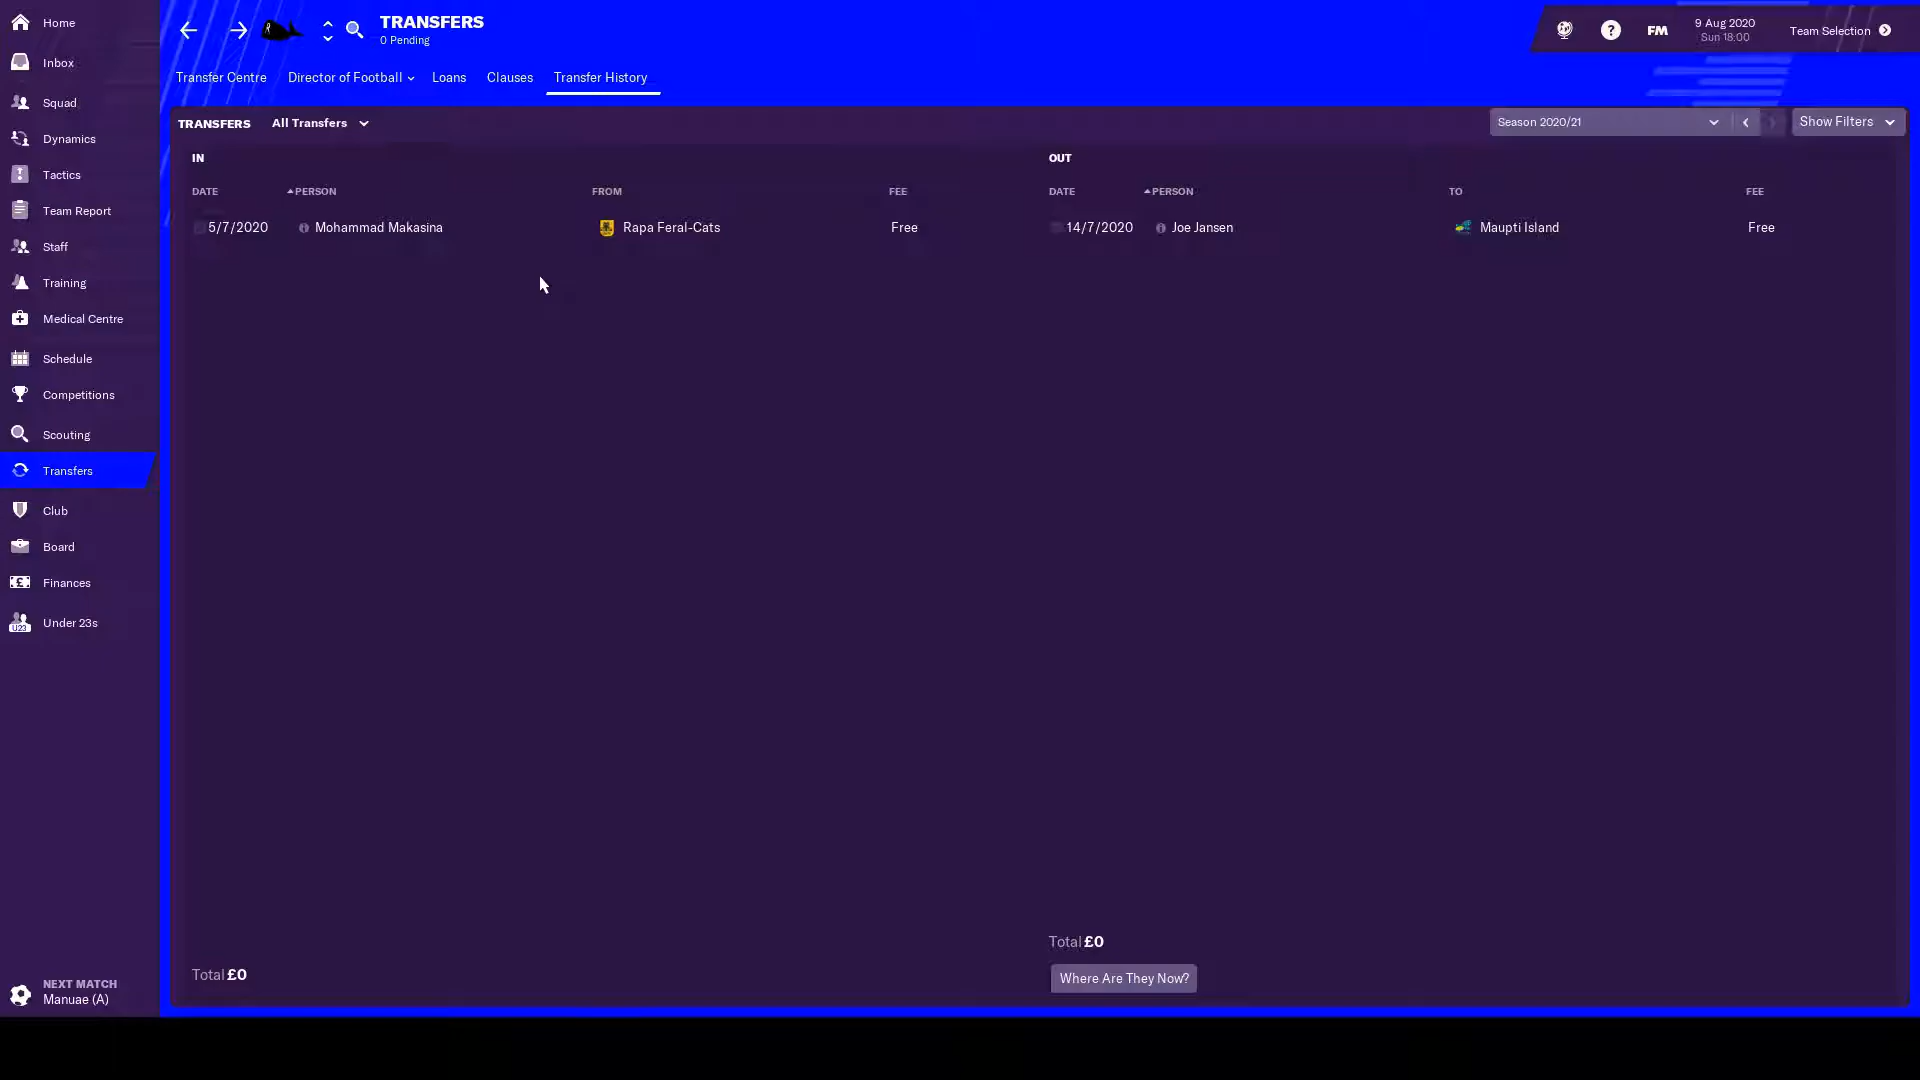 Home
Inbox
Squad
Dynamics
Tactics
Team Report
Staff
Training
Medical Centre
Schedule
Competitions
Scouting
Transfers
Club
Board
Finances
U23 Under 23s
NEXT MATCH
Manuae (A)
TRANSFERS
0 Pending
? FM 9 Aug 2020 Team Selection
Sun 18:00
Transfer Centre Director of Football Loans Clauses Transfer History
TRANSFERS All Transfers Season 2020/21 Show Filters
IN
DATE PERSON FROM FEE
5/7/2020 Mohammad Makasina Rapa Feral-Cats Free
Total £0
OUT
DATE PERSON TO FEE
14/7/2020 Joe Jansen Maupti Island Free
Total £0
Where Are They Now?